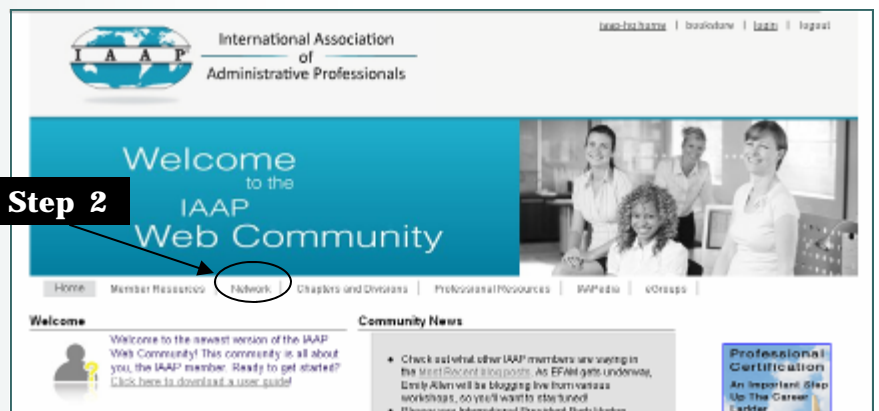 iaap-hq home | bookstore | login | logout
I A A P
International Association
of
Administrative Professionals
Welcome
to the
IAAP
Web Community
Step 2
Home Member Resources Network | Chapters and Divisions | Professional Resources | IAAPedia | eGroups |
Welcome
Welcome to the newest version of the IAAP
Web Community! This community is all about
you, the IAAP member. Ready to get started?
Click here to download a user guide!
?
Community News
Check out what other IAAP members are saying in
the Most Recent blog posts. As EFAM gets underway,
Emily Allen will be blogging live from various
workshops, so you'll want to stay tuned!
International President
Professional
Certification
An Important Step
Up The Career
Ladder